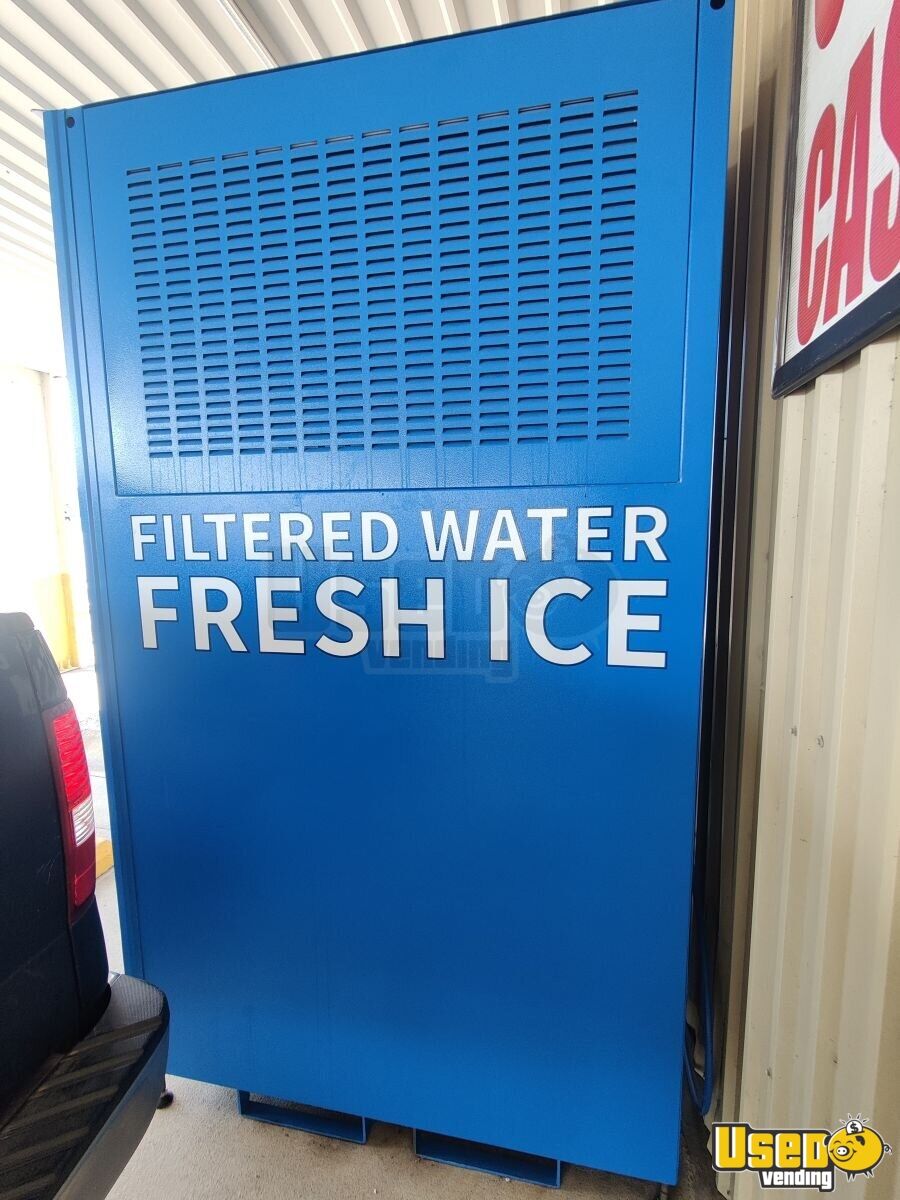 CAS
FILTERED WATER
FRESH ICE
USED
vending